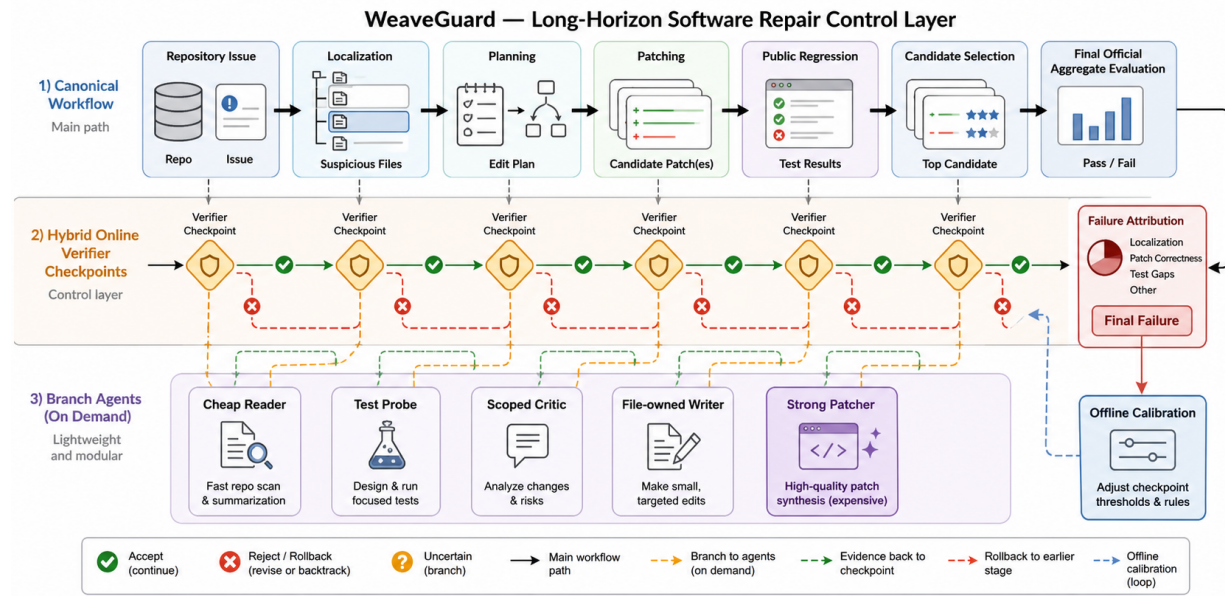 WeaveGuard — Long-Horizon Software Repair Control Layer
1) Canonical
Workflow
Main path
Repository Issue
Repo
Issue
Localization
Suspicious Files
Planning
Edit Plan
Patching
Candidate Patch(es)
Public Regression
Test Results
Candidate Selection
Top Candidate
Final Official
Aggregate Evaluation
Pass / Fail
2) Hybrid Online
Verifier
Checkpoints
Control layer
Verifier
Checkpoint
Verifier
Checkpoint
Verifier
Checkpoint
Verifier
Checkpoint
Verifier
Checkpoint
Verifier
Checkpoint
Failure Attribution
Localization
Patch Correctness
Test Gaps
Other
Final Failure
3) Branch Agents
(On Demand)
Lightweight
and modular
Cheap Reader
Fast repo scan
& summarization
Test Probe
Design & run
focused tests
Scoped Critic
Analyze changes
& risks
File-owned Writer
Make small,
targeted edits
Strong Patcher
</>
High-quality patch
synthesis (expensive)
Offline Calibration
Adjust checkpoint
thresholds & rules
Accept
(continue)
Reject / Rollback
(revise or backtrack)
?
Uncertain
(branch)
Main workflow
path
Branch to agents
(on demand)
Evidence back to
checkpoint
Rollback to earlier
stage
Offline
calibration
(loop)